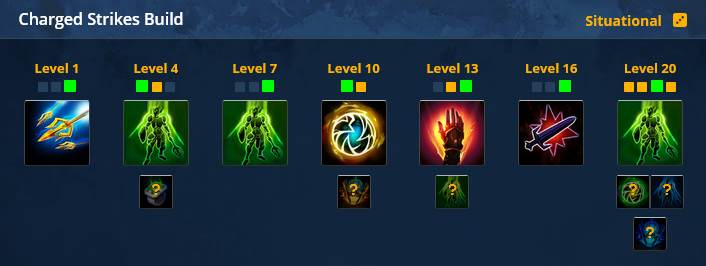 Charged Strikes Build
Situational
Level 1 Level 4 Level 7 Level 10 Level 13 Level 16 Level 20
? ? ? ? ?
?